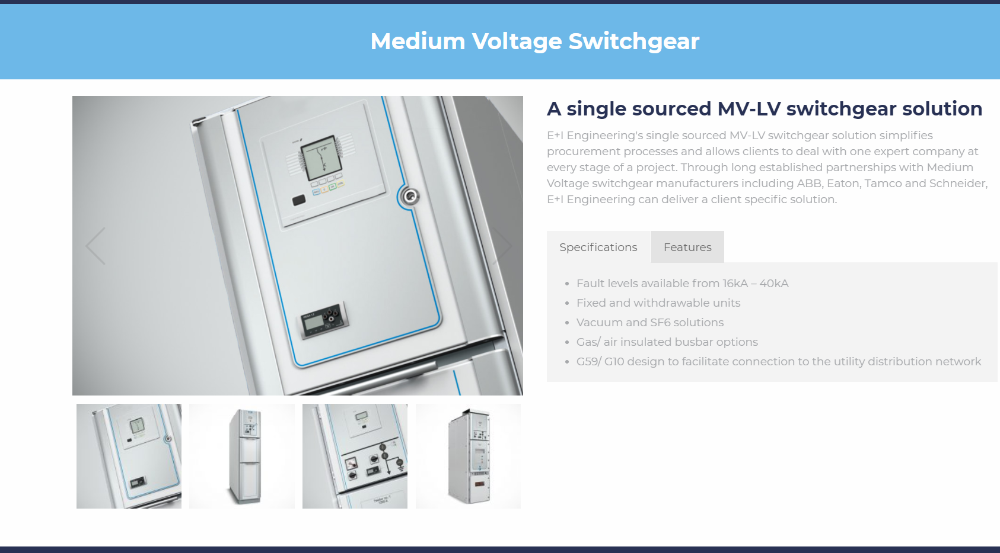 Medium Voltage Switchgear
A single sourced MV-LV switchgear solution
E+I Engineering's single sourced MV-LV switchgear solution simplifies
procurement processes and allows clients to deal with one expert company at
every stage of a project. Through long established partnerships with Medium
Voltage switchgear manufacturers including ABB, Eaton, Tamco and Schneider,
E+I Engineering can deliver a client specific solution.
Specifications
Features
• Fault levels available from 16kA – 40kA
• Fixed and withdrawable units
• Vacuum and SF6 solutions
• Gas/ air insulated busbar options
• G59/ G10 design to facilitate connection to the utility distribution network